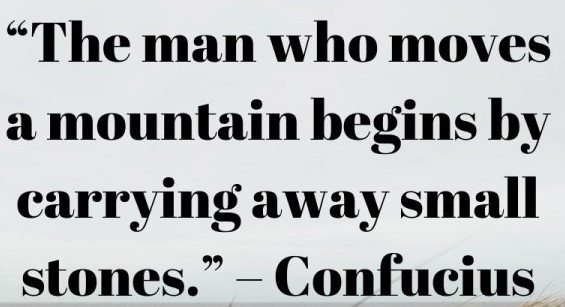 “The man who moves
a mountain begins by
carrying away small
stones.” – Confucius